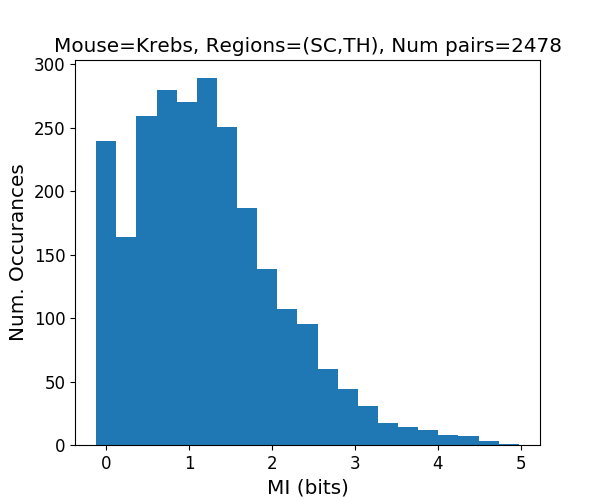 Mouse=Krebs, Regions=(SC,TH), Num pairs=2478
300
250
200
150
100
50
0
Num. Occurances
0 1 2 3 4 5
MI (bits)